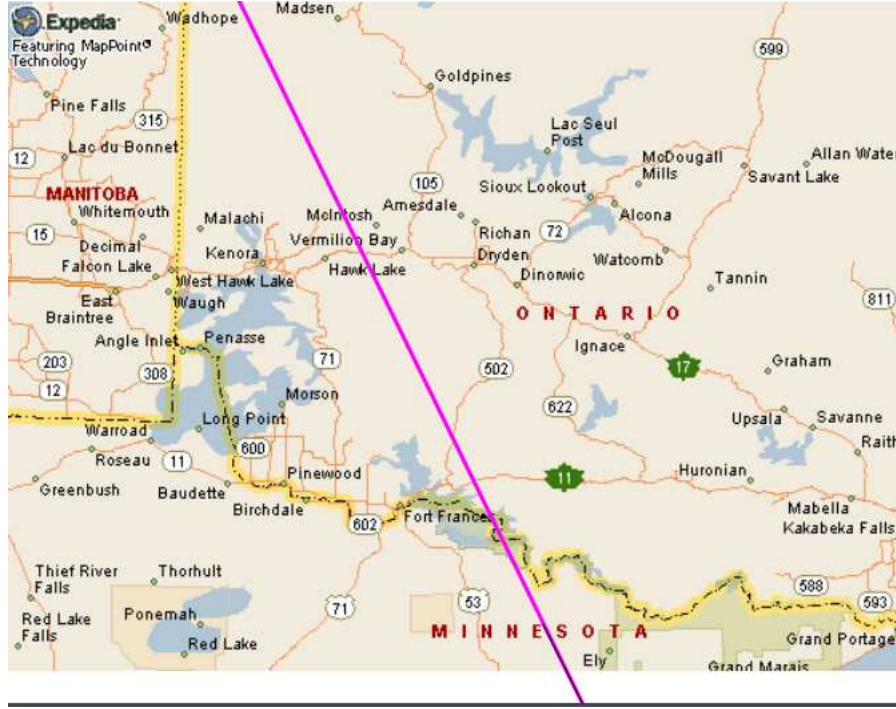 Expedia
Featuring MapPoint®
Technology
Wadhope
Madsen
599
Goldpines
Pine Falls
315
Lac du Bonnet
12
Lac Seul
Post
McDougall
Mills
Allan Water
Savant Lake
MANITOBA
105
Sioux Lookout
Whitemouth
Malachi
McIntosh
Amesdale
Alcona
15
Decimal
Kenora
Vermilion Bay
Richan
72
Falcon Lake
Hawk Lake
Dryden
Watcomb
West Hawk Lake
Dinorwic
Tannin
East
Braintree
Waugh
811
ONTARIO
Angle Inlet
Penasse
Ignace
203
308
71
502
17
Graham
12
Morson
622
Upsala
Savanne
Warroad
Long Point
Raith
Roseau
11
600
Huronian
Greenbush
Baudette
Pinewood
11
Birchdale
Fort Frances
Mabella
602
Kakabeka Falls
Thief River
Falls
Thorhult
588
Ponemah
71
53
593
Red Lake
Falls
Red Lake
MINNESOTA
Grand Portage
Ely
Grand Marais